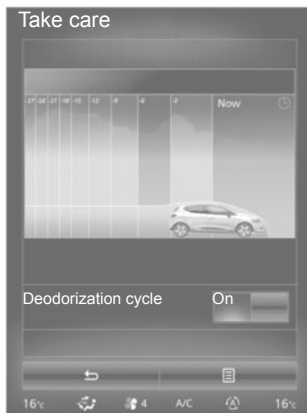 Take care
-27 -24 -21 -18 -15 -12 -9 -6 -3 Now
Deodorization cycle On
16°c 4 A/C 16°c